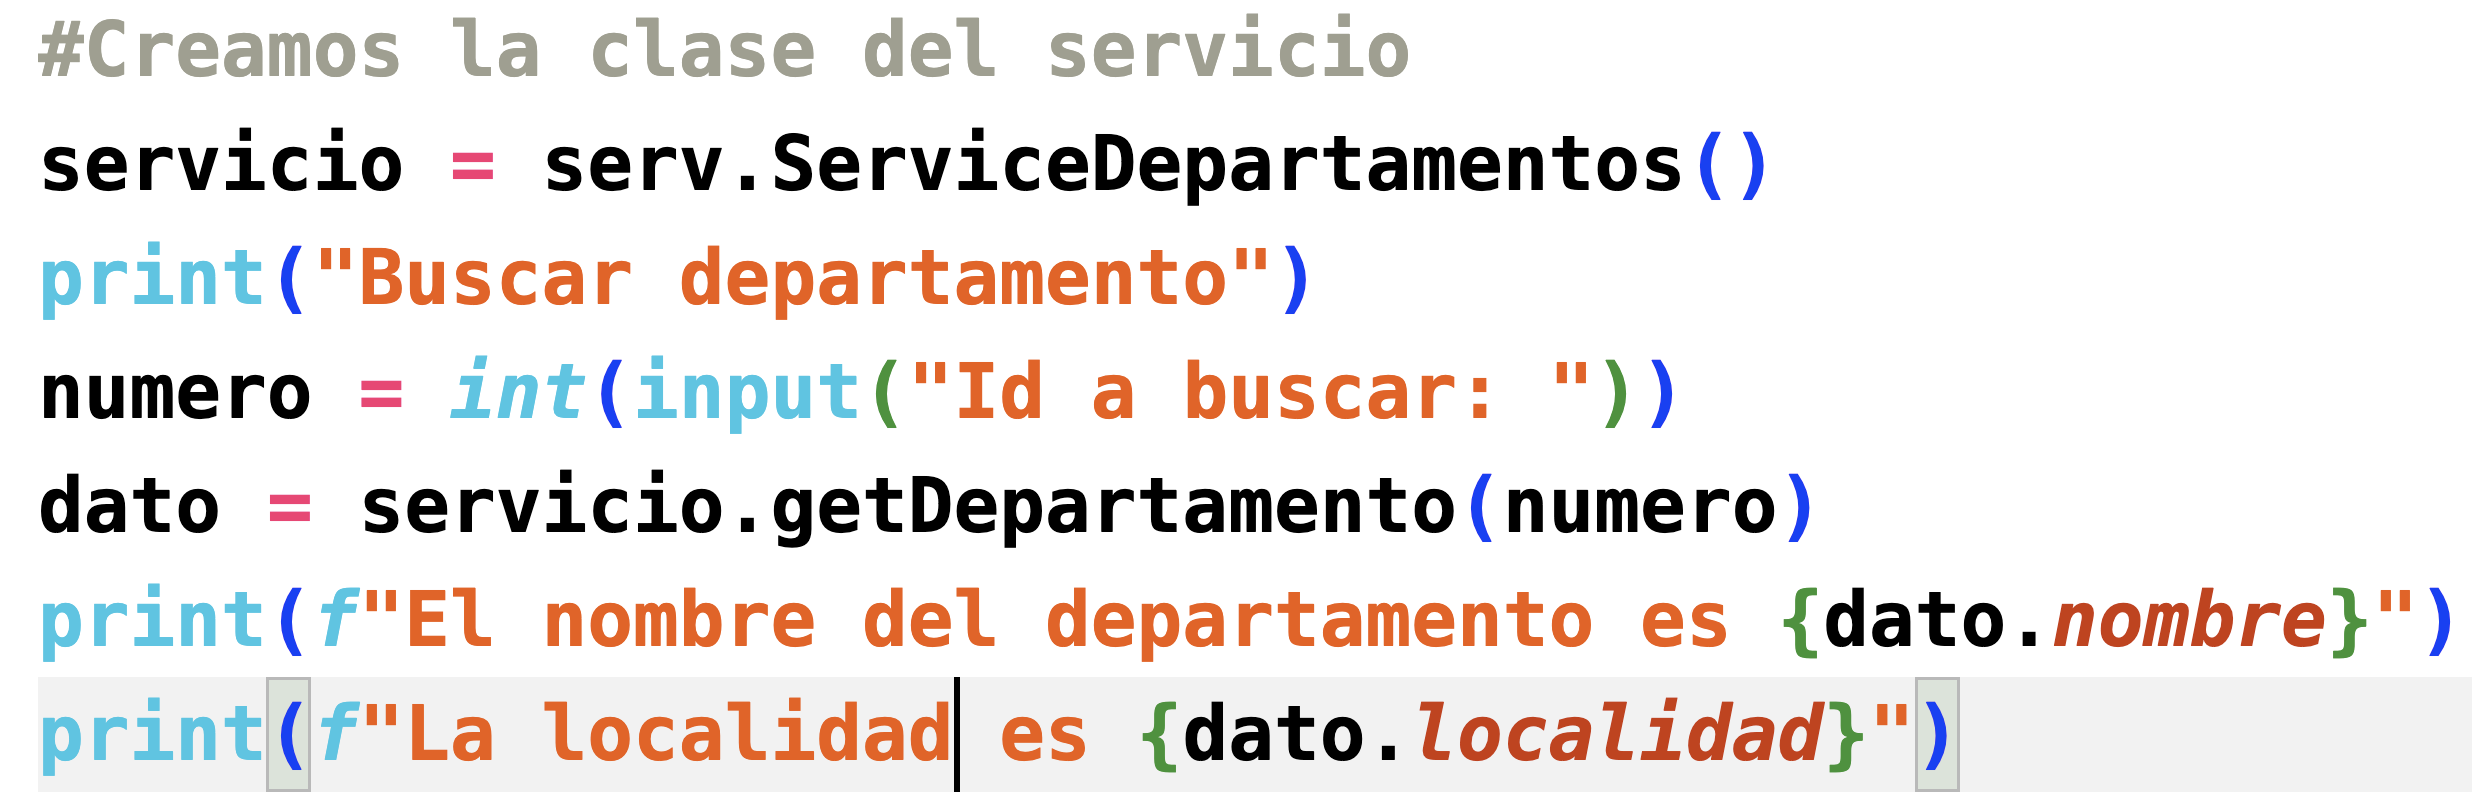 #Creamos la clase del servicio
servicio = serv.ServiceDepartamentos()
print("Buscar departamento")
numero = int(input("Id a buscar: "))
dato = servicio.getDepartamento(numero)
print(f"El nombre del departamento es {dato.nombre}")
print(f"La localidad es {dato.localidad}")